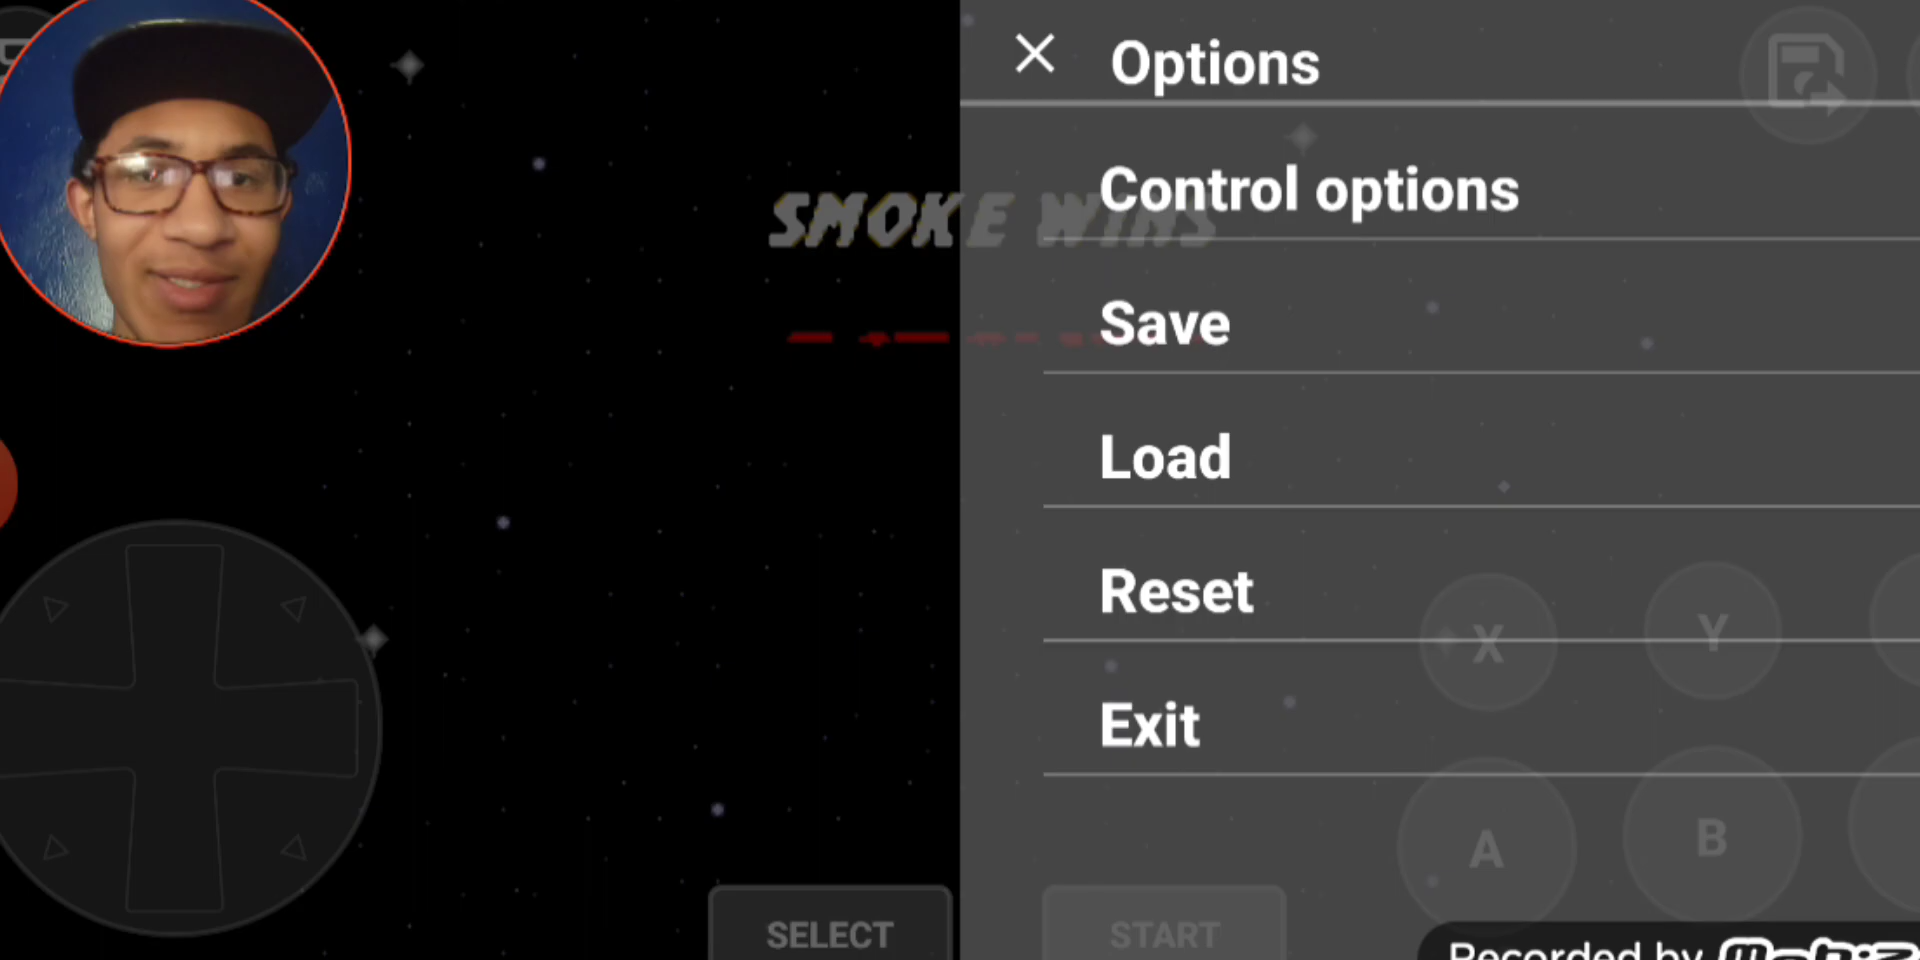 Options
Control options
SMOKE WINS
Save
Load
Reset
Exit
X
Y
A
B
SELECT
START
Recorded by